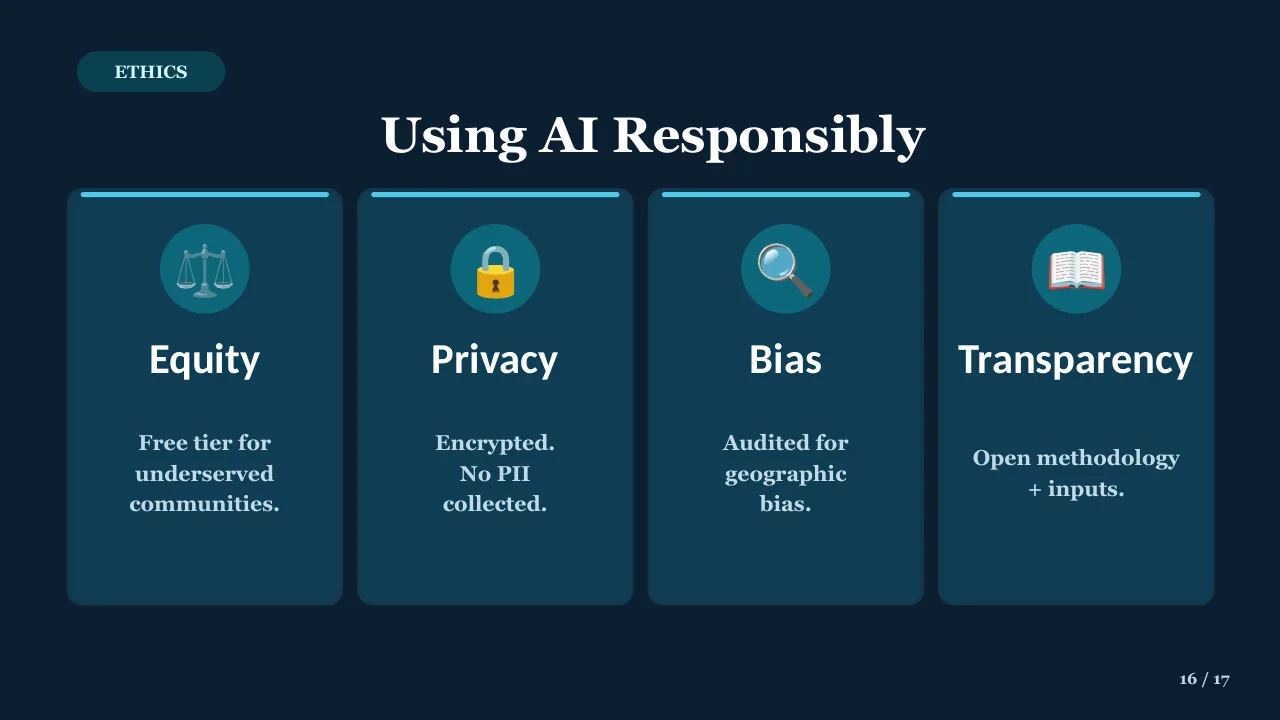 ETHICS
Using AI Responsibly
Equity
Free tier for
underserved
communities.
Privacy
Encrypted.
No PII
collected.
Bias
Audited for
geographic
bias.
Transparency
Open methodology
+ inputs.
16 / 17